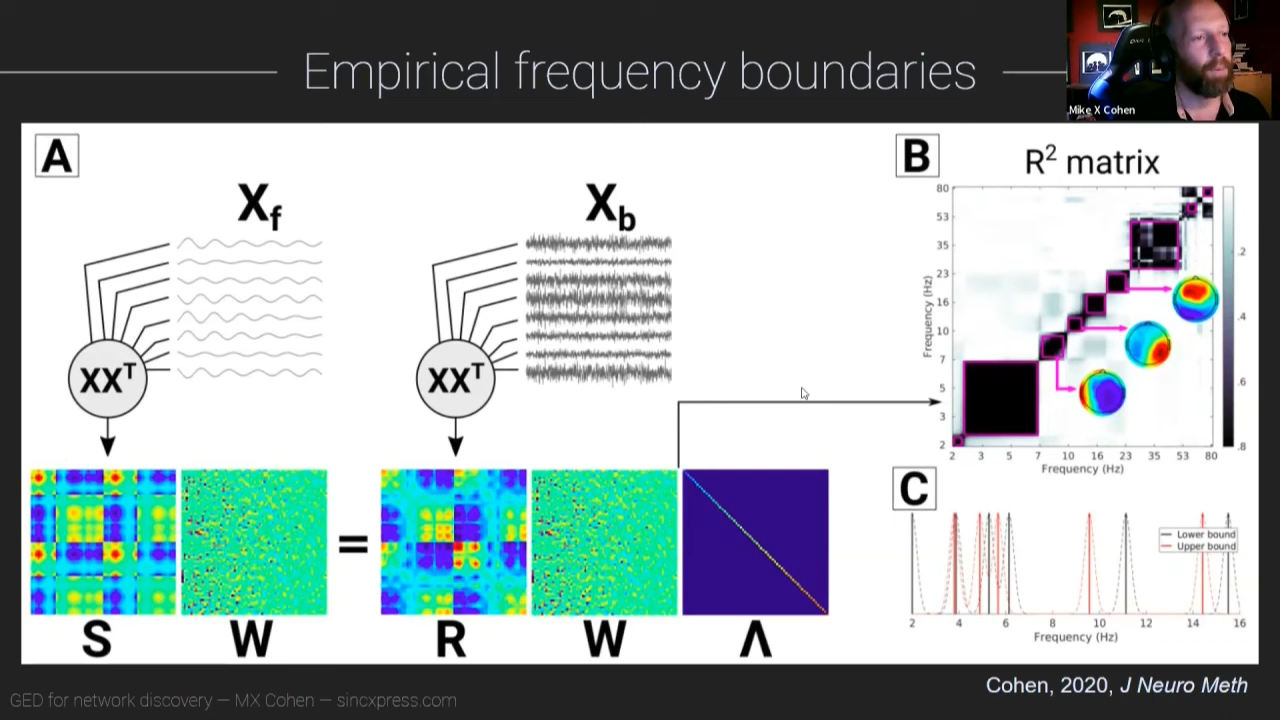 Empirical frequency boundaries
Mike X Cohen
A
Xf
Xb
XXᵀ
XXᵀ
S
W
=
R
W
Λ
B
R² matrix
80
53
35
23
16
10
7
5
3
2
Frequency (Hz)
2 3 5 7 10 16 23 35 53 80
Frequency (Hz)
.2
.4
.6
.8
C
Lower bound
Upper bound
2 4 6 8 10 12 14 16
Frequency (Hz)
Cohen, 2020, J Neuro Meth
GED for network discovery — MX Cohen — sincxpress.com